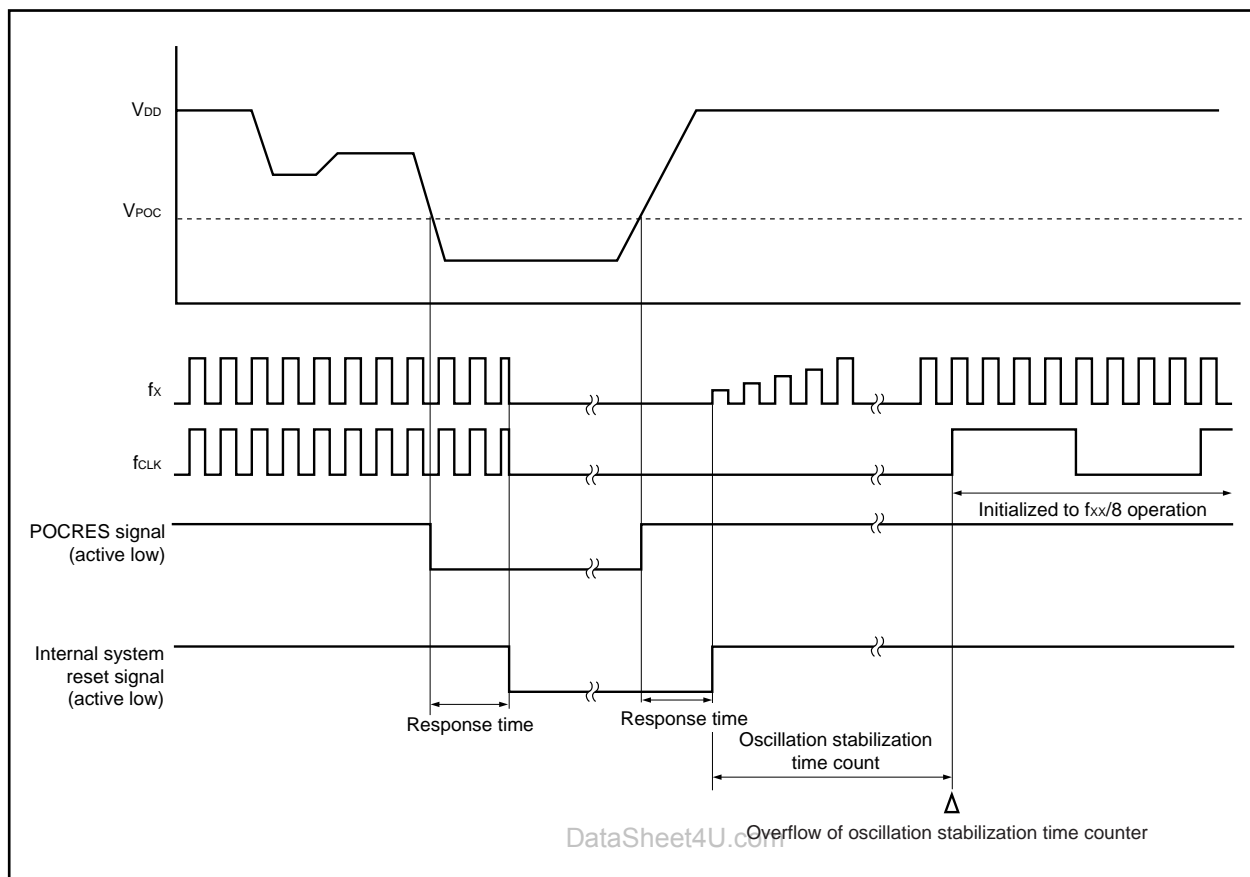 VDD
VPOC
fX
fCLK
Initialized to fXX/8 operation
POCRES signal
(active low)
Internal system
reset signal
(active low)
Response time
Response time
Oscillation stabilization
time count
DataSheet4U.com
Overflow of oscillation stabilization time counter